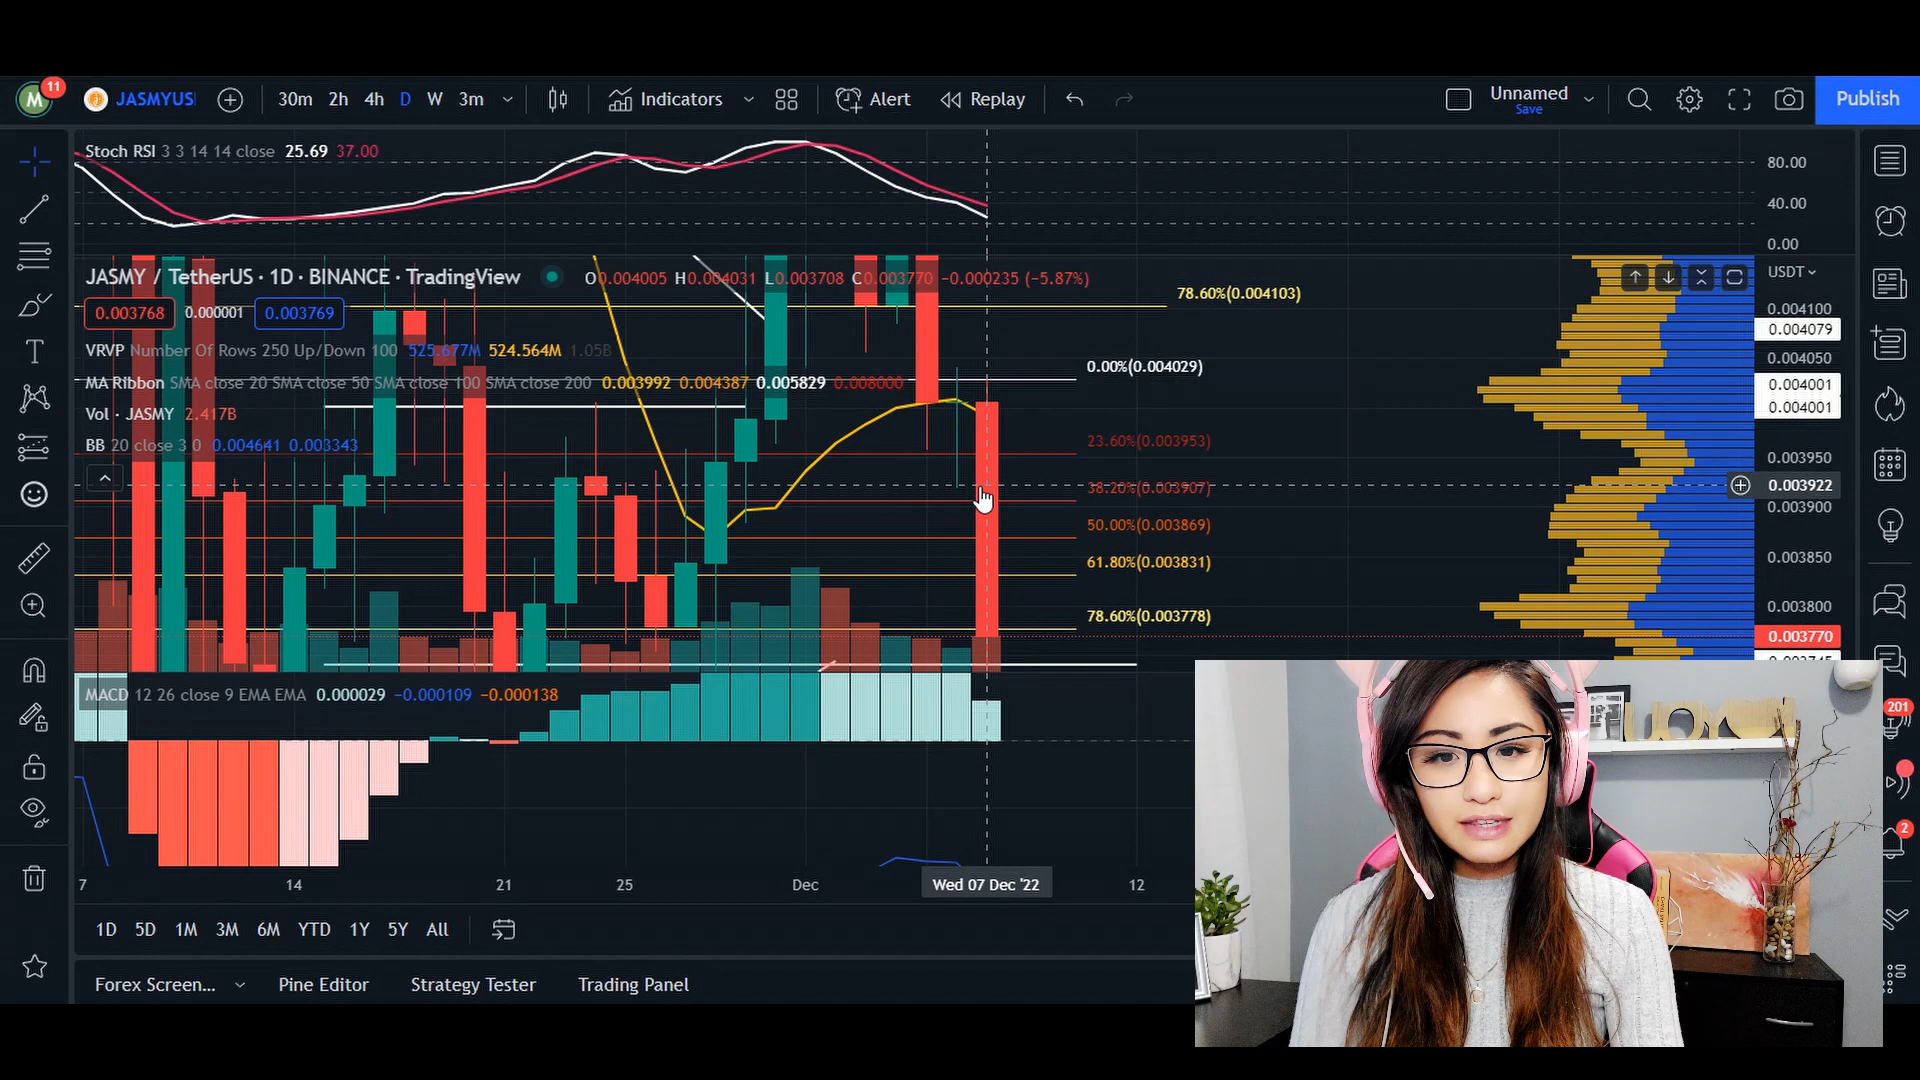 M 11 JASMYUS 30m 2h 4h D W 3m Indicators Alert Replay Unnamed Save Publish
Stoch RSI 3 3 14 14 close 25.69 37.00
80.00
40.00
0.00
JASMY / TetherUS · 1D · BINANCE · TradingView O0.004005 H0.004031 L0.003708 C0.003770 −0.000235 (−5.87%)
USDT
78.60%(0.004103)
0.003768 0.000001 0.003769
0.004100
0.004079
VRVP Number Of Rows 250 Up/Down 100 525.677M 524.564M 1.05B
0.004050
0.00%(0.004029)
MA Ribbon SMA close 20 SMA close 50 SMA close 100 SMA close 200 0.003992 0.004387 0.005829 0.008000
0.004001
0.004001
Vol · JASMY 2.417B
BB 20 close 3 0 0.004641 0.003343
23.60%(0.003953)
0.003950
38.20%(0.003907)
0.003922
0.003900
50.00%(0.003869)
0.003850
61.80%(0.003831)
78.60%(0.003778)
0.003800
0.003770
MACD 12 26 close 9 EMA EMA 0.000029 −0.000109 −0.000138
201
2
7 14 21 25 Dec Wed 07 Dec '22 12
1D 5D 1M 3M 6M YTD 1Y 5Y All
Forex Screen... Pine Editor Strategy Tester Trading Panel